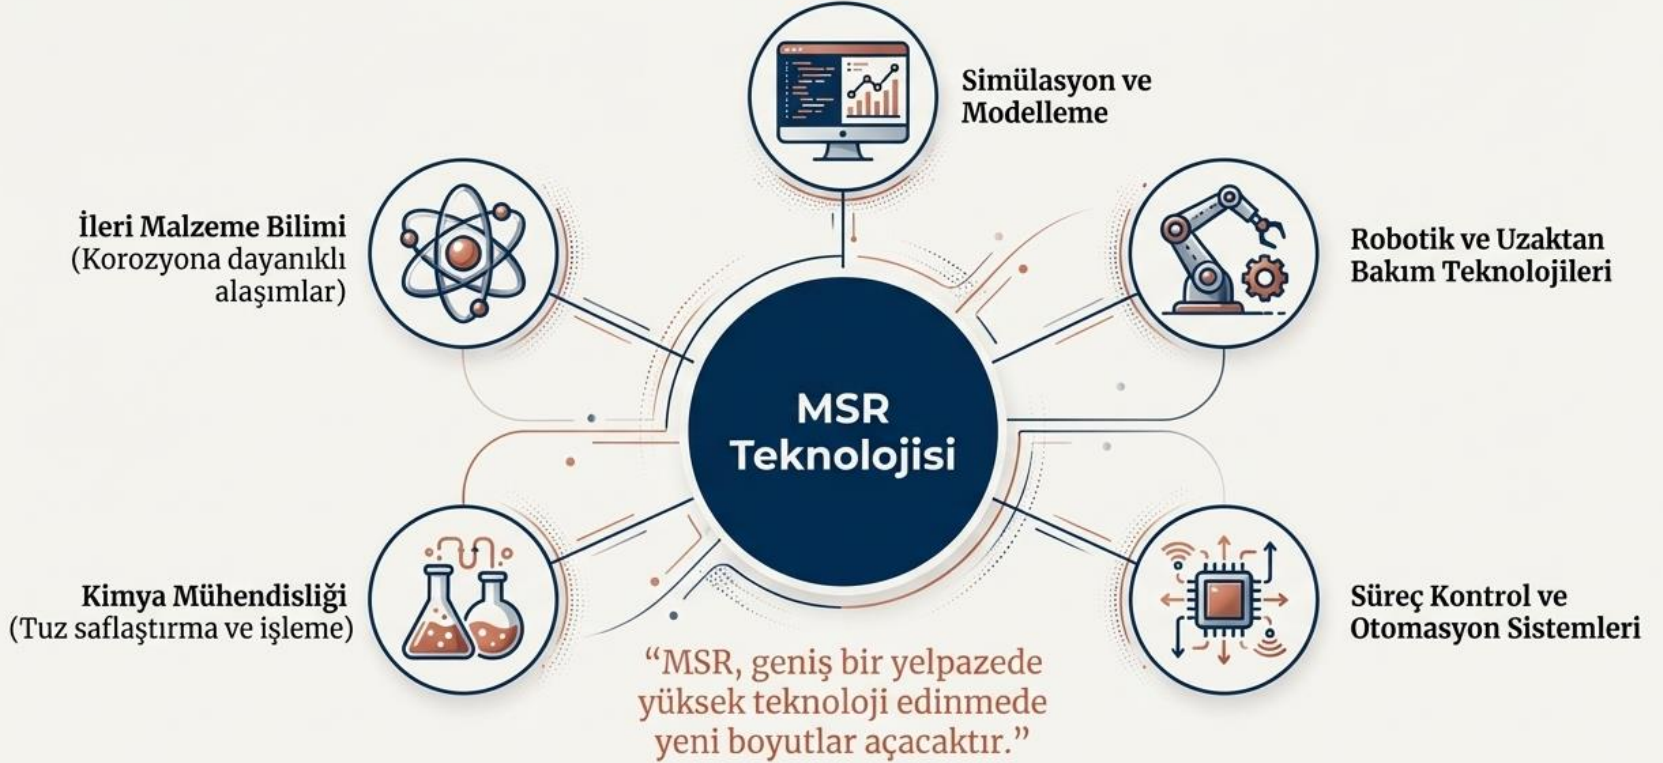 Simülasyon ve
Modelleme
İleri Malzeme Bilimi
(Korozyona dayanıklı
alaşımlar)
Robotik ve Uzaktan
Bakım Teknolojileri
MSR
Teknolojisi
Kimya Mühendisliği
(Tuz saflaştırma ve işleme)
Süreç Kontrol ve
Otomasyon Sistemleri
“MSR, geniş bir yelpazede
yüksek teknoloji edinmede
yeni boyutlar açacaktır.”